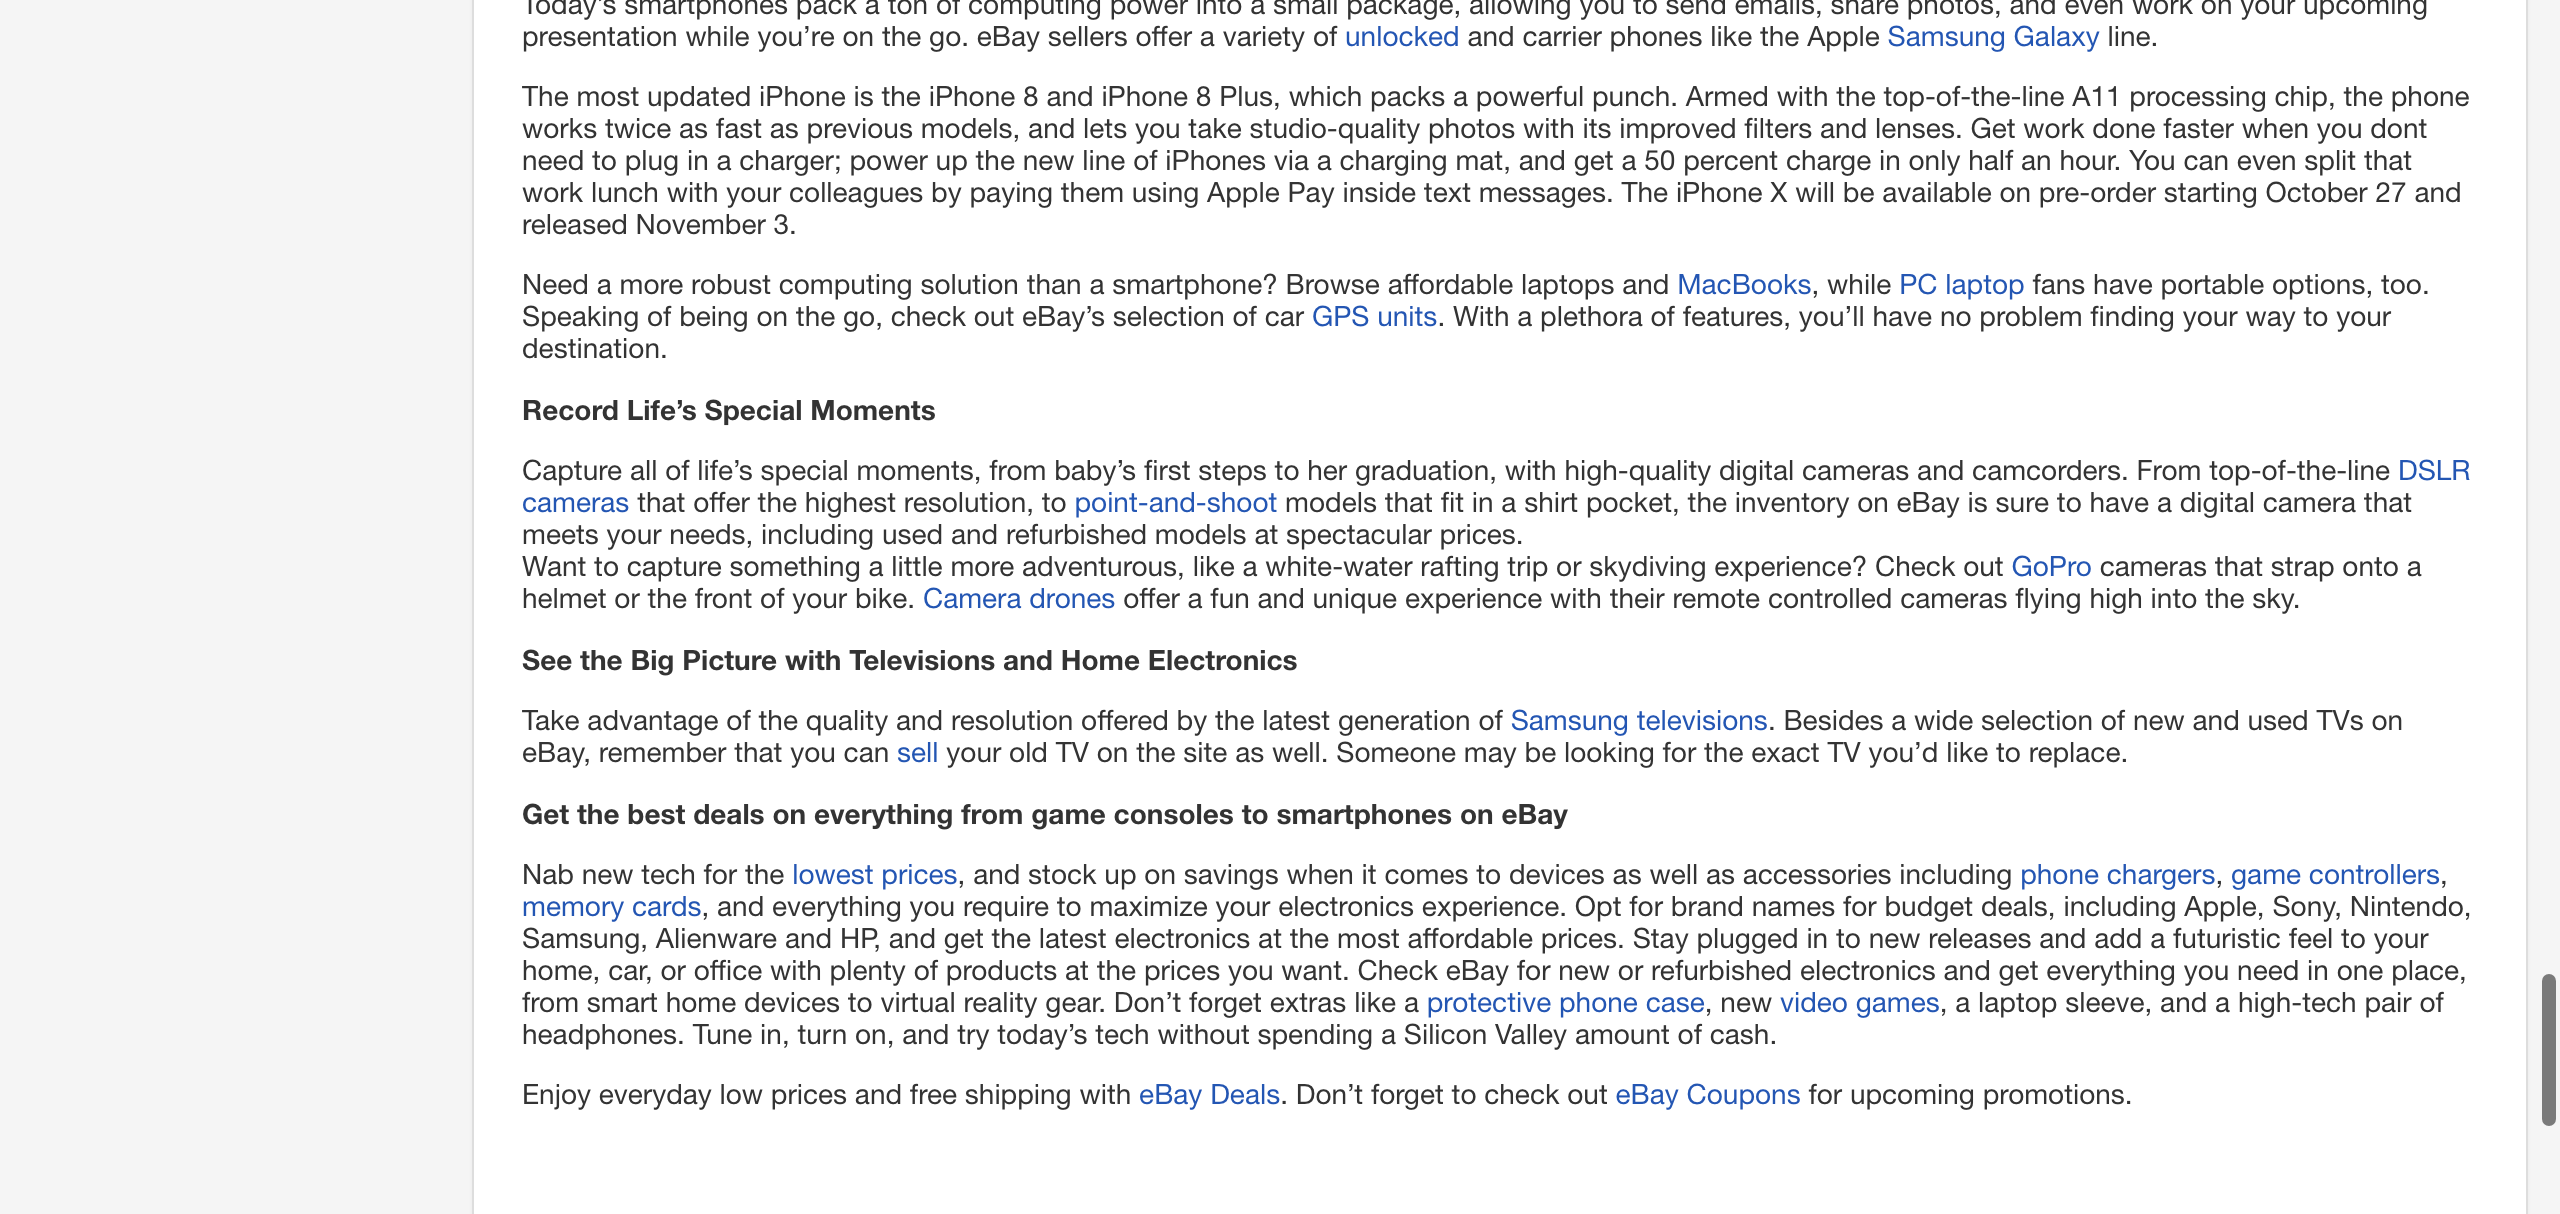 Today’s smartphones pack a ton of computing power into a small package, allowing you to send emails, share photos, and even work on your upcoming
presentation while you’re on the go. eBay sellers offer a variety of unlocked and carrier phones like the Apple Samsung Galaxy line.
The most updated iPhone is the iPhone 8 and iPhone 8 Plus, which packs a powerful punch. Armed with the top-of-the-line A11 processing chip, the phone
works twice as fast as previous models, and lets you take studio-quality photos with its improved filters and lenses. Get work done faster when you dont
need to plug in a charger; power up the new line of iPhones via a charging mat, and get a 50 percent charge in only half an hour. You can even split that
work lunch with your colleagues by paying them using Apple Pay inside text messages. The iPhone X will be available on pre-order starting October 27 and
released November 3.
Need a more robust computing solution than a smartphone? Browse affordable laptops and MacBooks, while PC laptop fans have portable options, too.
Speaking of being on the go, check out eBay’s selection of car GPS units. With a plethora of features, you’ll have no problem finding your way to your
destination.
Record Life’s Special Moments
Capture all of life’s special moments, from baby’s first steps to her graduation, with high-quality digital cameras and camcorders. From top-of-the-line DSLR
cameras that offer the highest resolution, to point-and-shoot models that fit in a shirt pocket, the inventory on eBay is sure to have a digital camera that
meets your needs, including used and refurbished models at spectacular prices.
Want to capture something a little more adventurous, like a white-water rafting trip or skydiving experience? Check out GoPro cameras that strap onto a
helmet or the front of your bike. Camera drones offer a fun and unique experience with their remote controlled cameras flying high into the sky.
See the Big Picture with Televisions and Home Electronics
Take advantage of the quality and resolution offered by the latest generation of Samsung televisions. Besides a wide selection of new and used TVs on
eBay, remember that you can sell your old TV on the site as well. Someone may be looking for the exact TV you’d like to replace.
Get the best deals on everything from game consoles to smartphones on eBay
Nab new tech for the lowest prices, and stock up on savings when it comes to devices as well as accessories including phone chargers, game controllers,
memory cards, and everything you require to maximize your electronics experience. Opt for brand names for budget deals, including Apple, Sony, Nintendo,
Samsung, Alienware and HP, and get the latest electronics at the most affordable prices. Stay plugged in to new releases and add a futuristic feel to your
home, car, or office with plenty of products at the prices you want. Check eBay for new or refurbished electronics and get everything you need in one place,
from smart home devices to virtual reality gear. Don’t forget extras like a protective phone case, new video games, a laptop sleeve, and a high-tech pair of
headphones. Tune in, turn on, and try today’s tech without spending a Silicon Valley amount of cash.
Enjoy everyday low prices and free shipping with eBay Deals. Don’t forget to check out eBay Coupons for upcoming promotions.